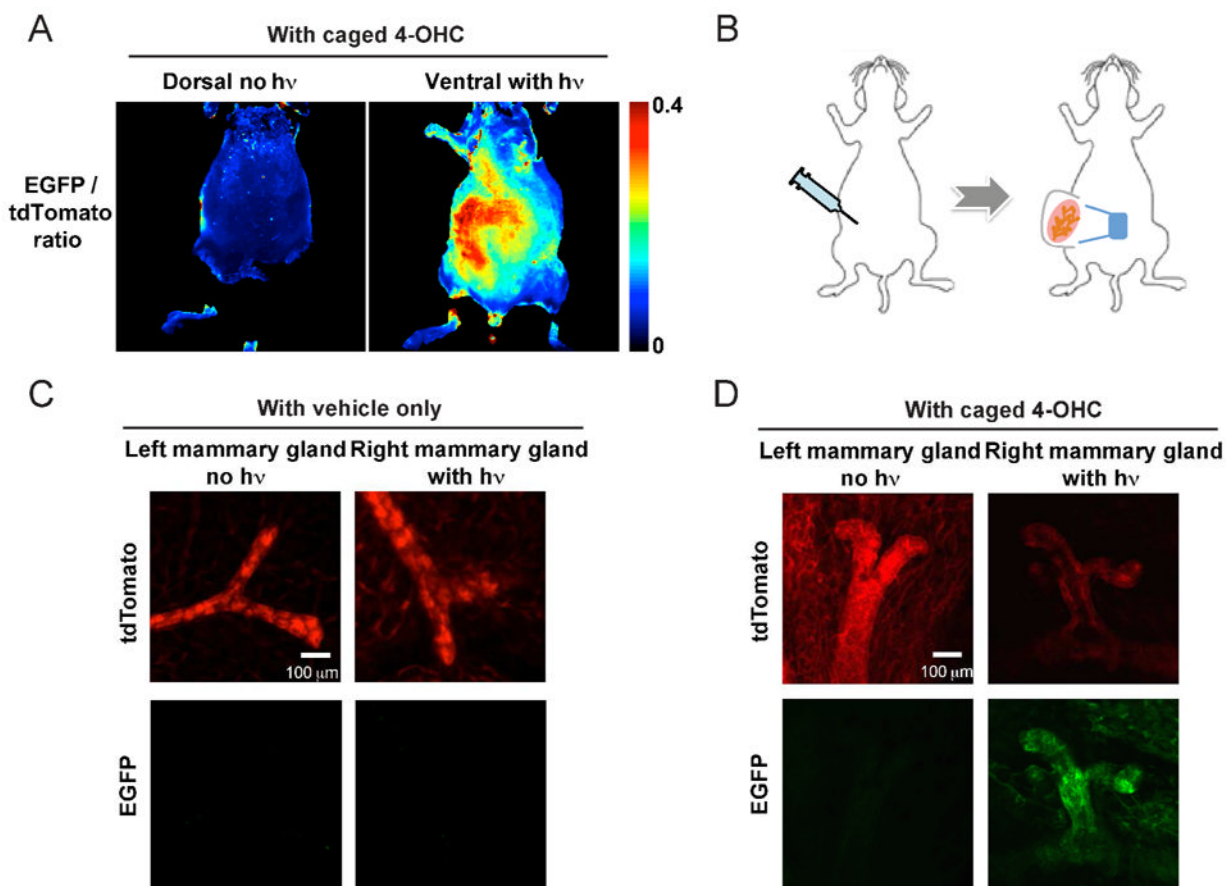 A
With caged 4-OHC
Dorsal no hν
Ventral with hν
EGFP /
tdTomato
ratio
0.4
0
B
C
With vehicle only
Left mammary gland
no hν
Right mammary gland
with hν
tdTomato
100 μm
EGFP
D
With caged 4-OHC
Left mammary gland
no hν
Right mammary gland
with hν
tdTomato
100 μm
EGFP